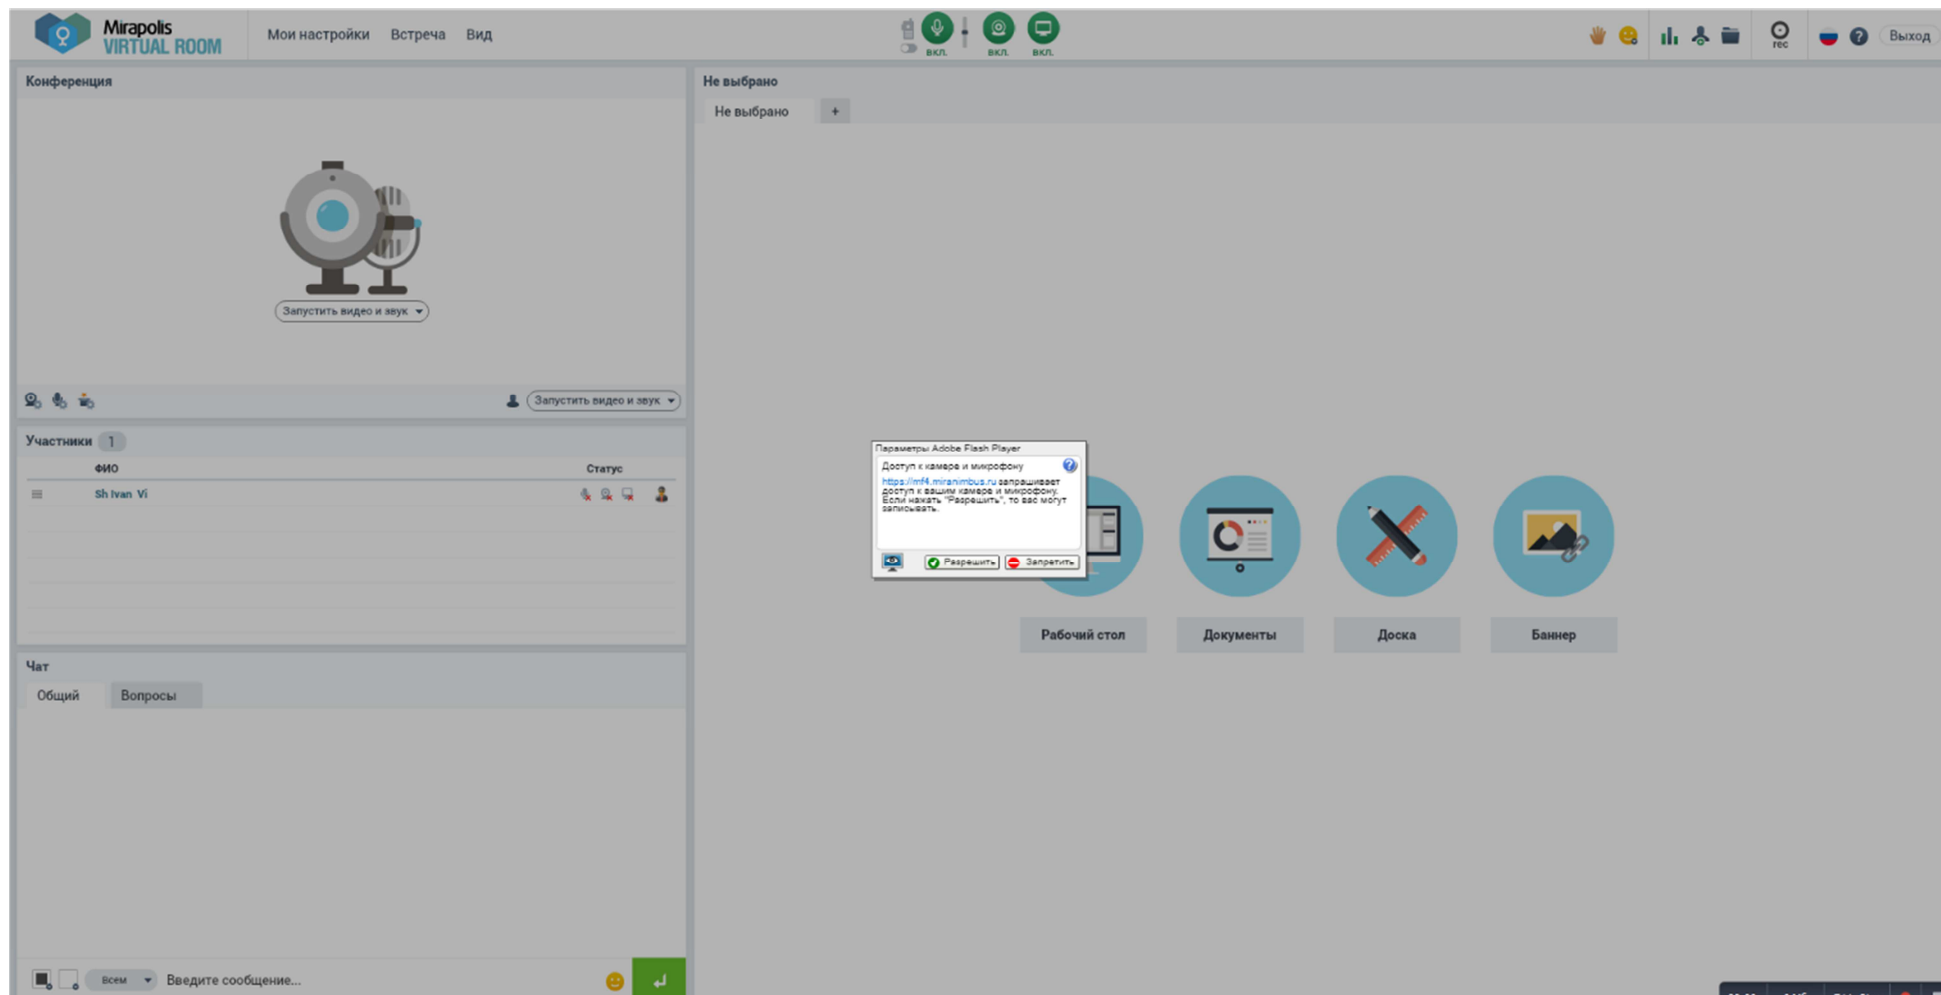 Mirapolis
VIRTUAL ROOM
Мои настройки Встреча Вид
вкл. вкл. вкл.
rec
Выход
Конференция
Запустить видео и звук
Запустить видео и звук
Участники 1
ФИО Статус
Sh Ivan Vi
Чат
Общий Вопросы
Всем Введите сообщение...
Не выбрано
Не выбрано +
Параметры Adobe Flash Player
Доступ к камере и микрофону
https://mf4.miranimbus.ru запрашивает
доступ к вашим камере и микрофону.
Если нажать "Разрешить", то вас могут
записывать.
Разрешить Запретить
Рабочий стол Документы Доска Баннер